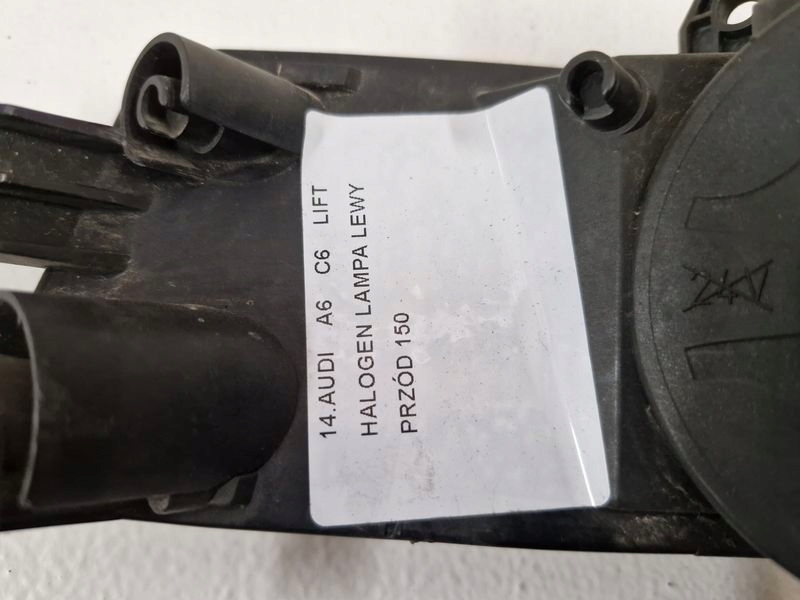 14.AUDI A6 C6 LIFT
HALOGEN LAMPA LEWY
PRZÓD 150